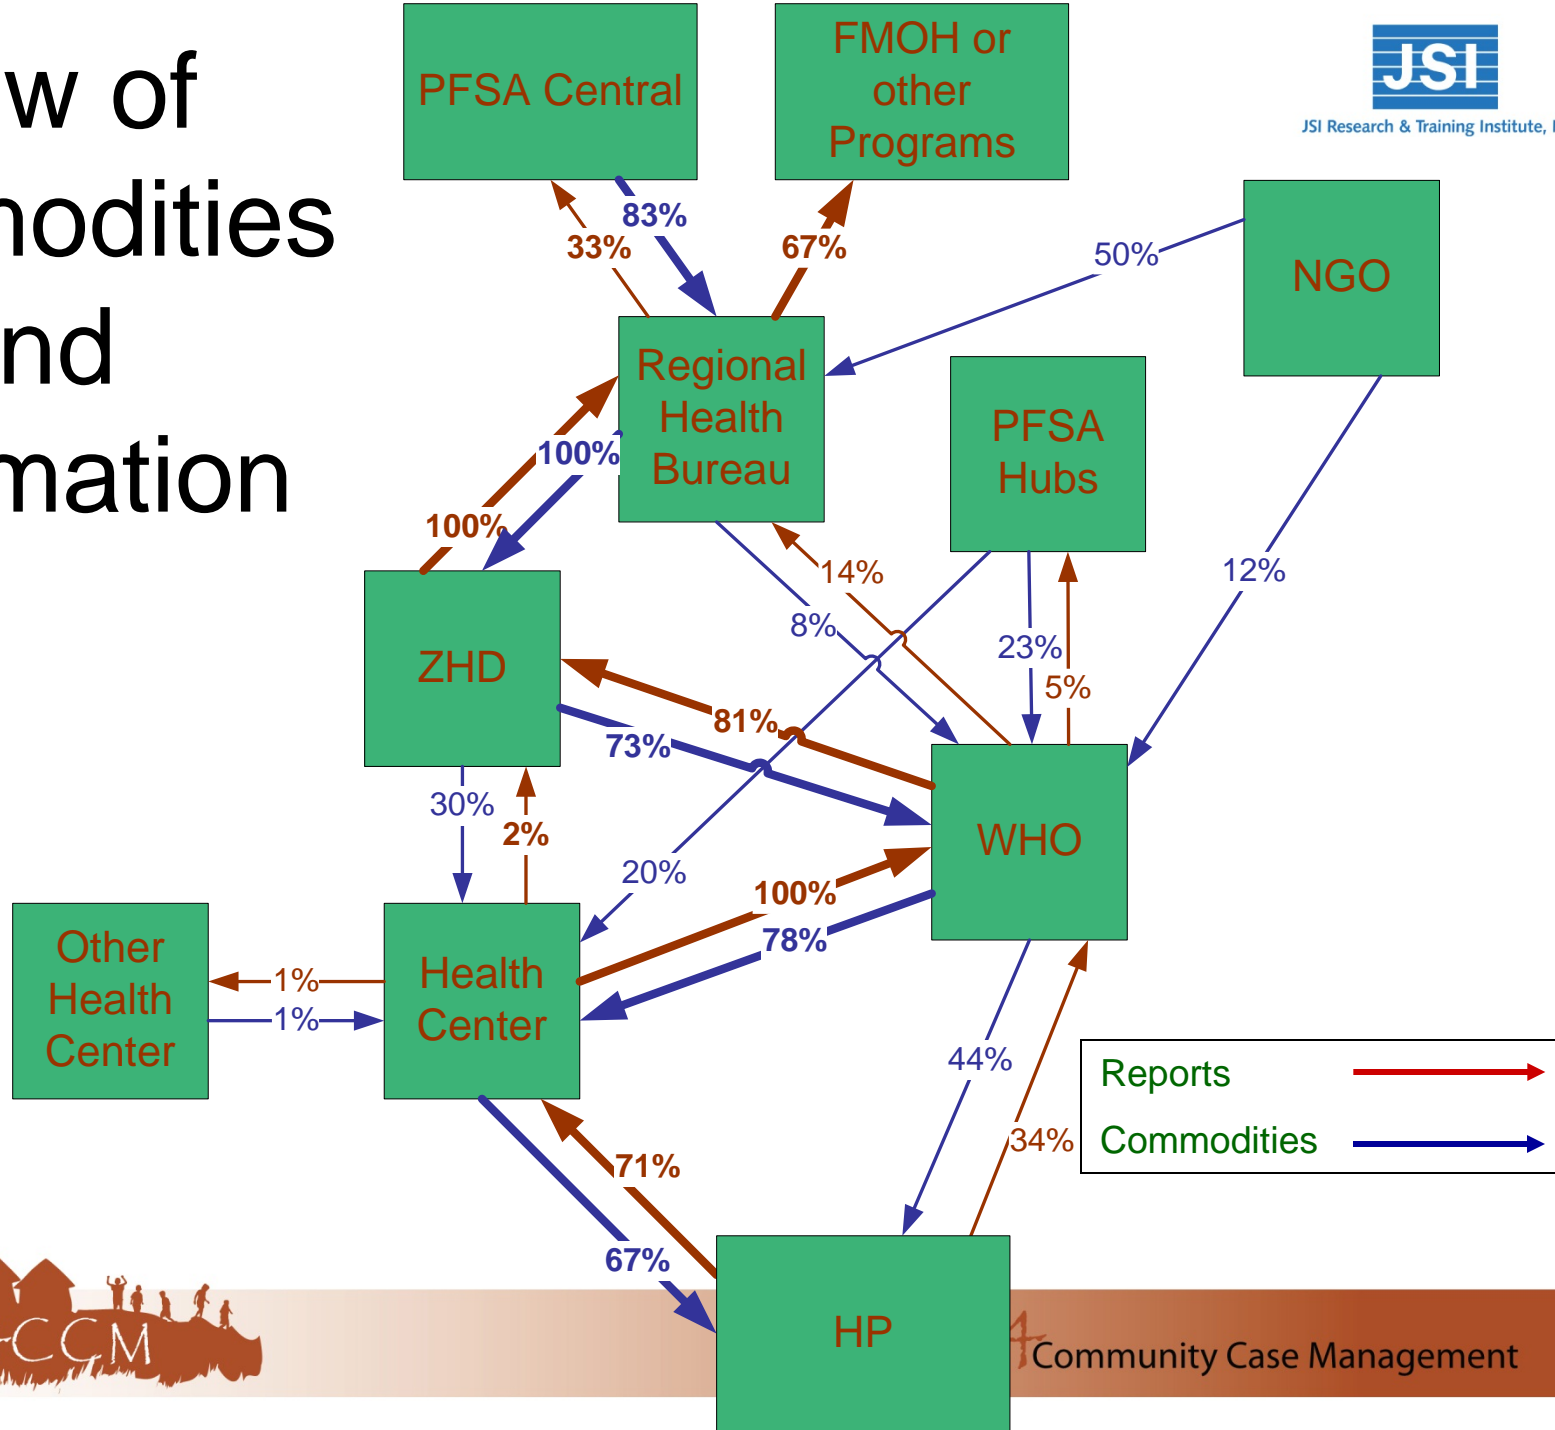 w of
modities
nd
mation
PFSA Central
FMOH or
other
Programs
JSI
JSI Research & Training Institute,
83%
33%
67%
50%
NGO
Regional
Health
Bureau
PFSA
Hubs
100%
100%
14%
8%
12%
23%
5%
ZHD
81%
73%
30%
2%
WHO
20%
100%
78%
Other
Health
Center
1%
1%
Health
Center
44%
34%
Reports
Commodities
71%
67%
HP
CCM
4
Community Case Management